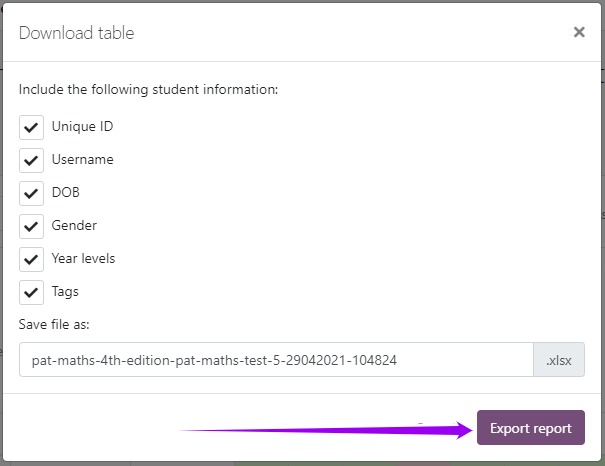 Download table
×
Include the following student information:
Unique ID
Username
DOB
Gender
Year levels
Tags
Save file as:
pat-maths-4th-edition-pat-maths-test-5-29042021-104824 .xlsx
Export report